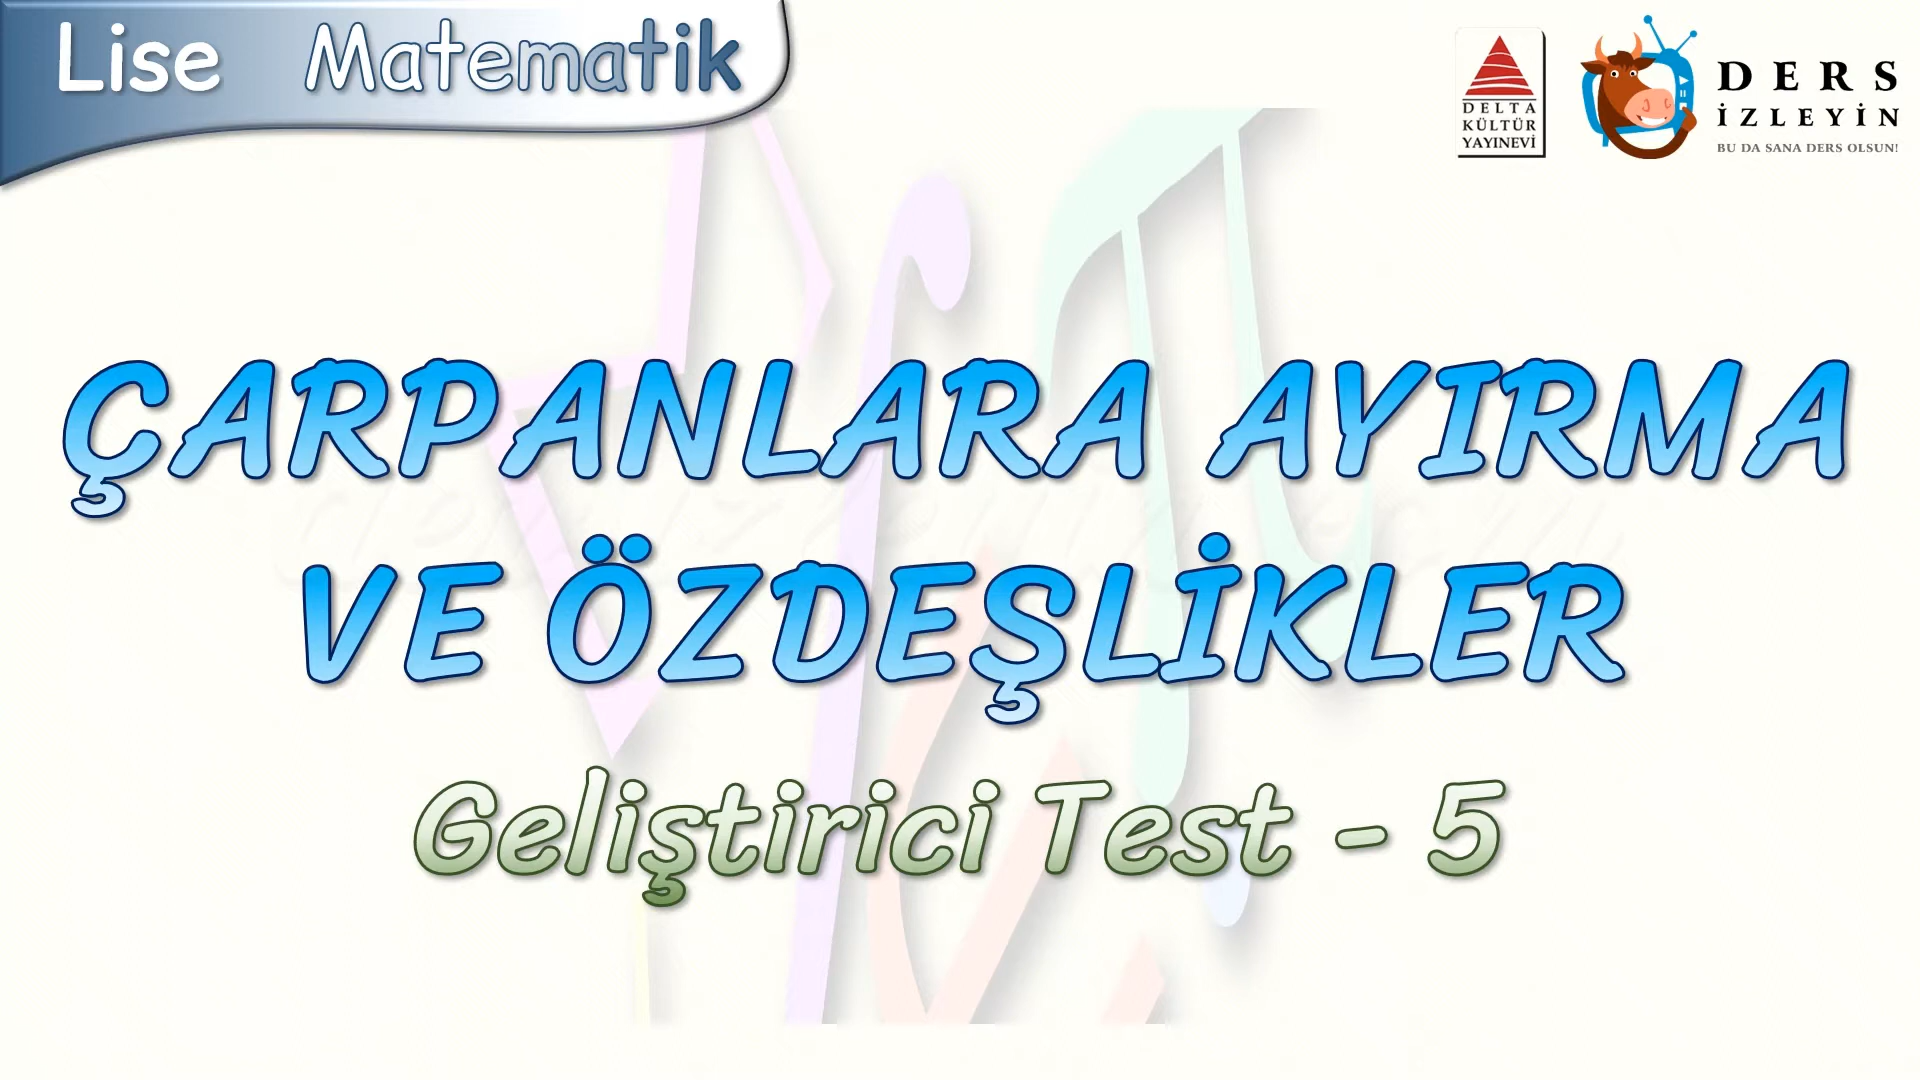 Lise Matematik
DELTA
KÜLTÜR
YAYINEVİ
DERS
İZLEYİN
BU DA SANA DERS OLSUN!
ÇARPANLARA AYIRMA
VE ÖZDEŞLİKLER
Geliştirici Test - 5